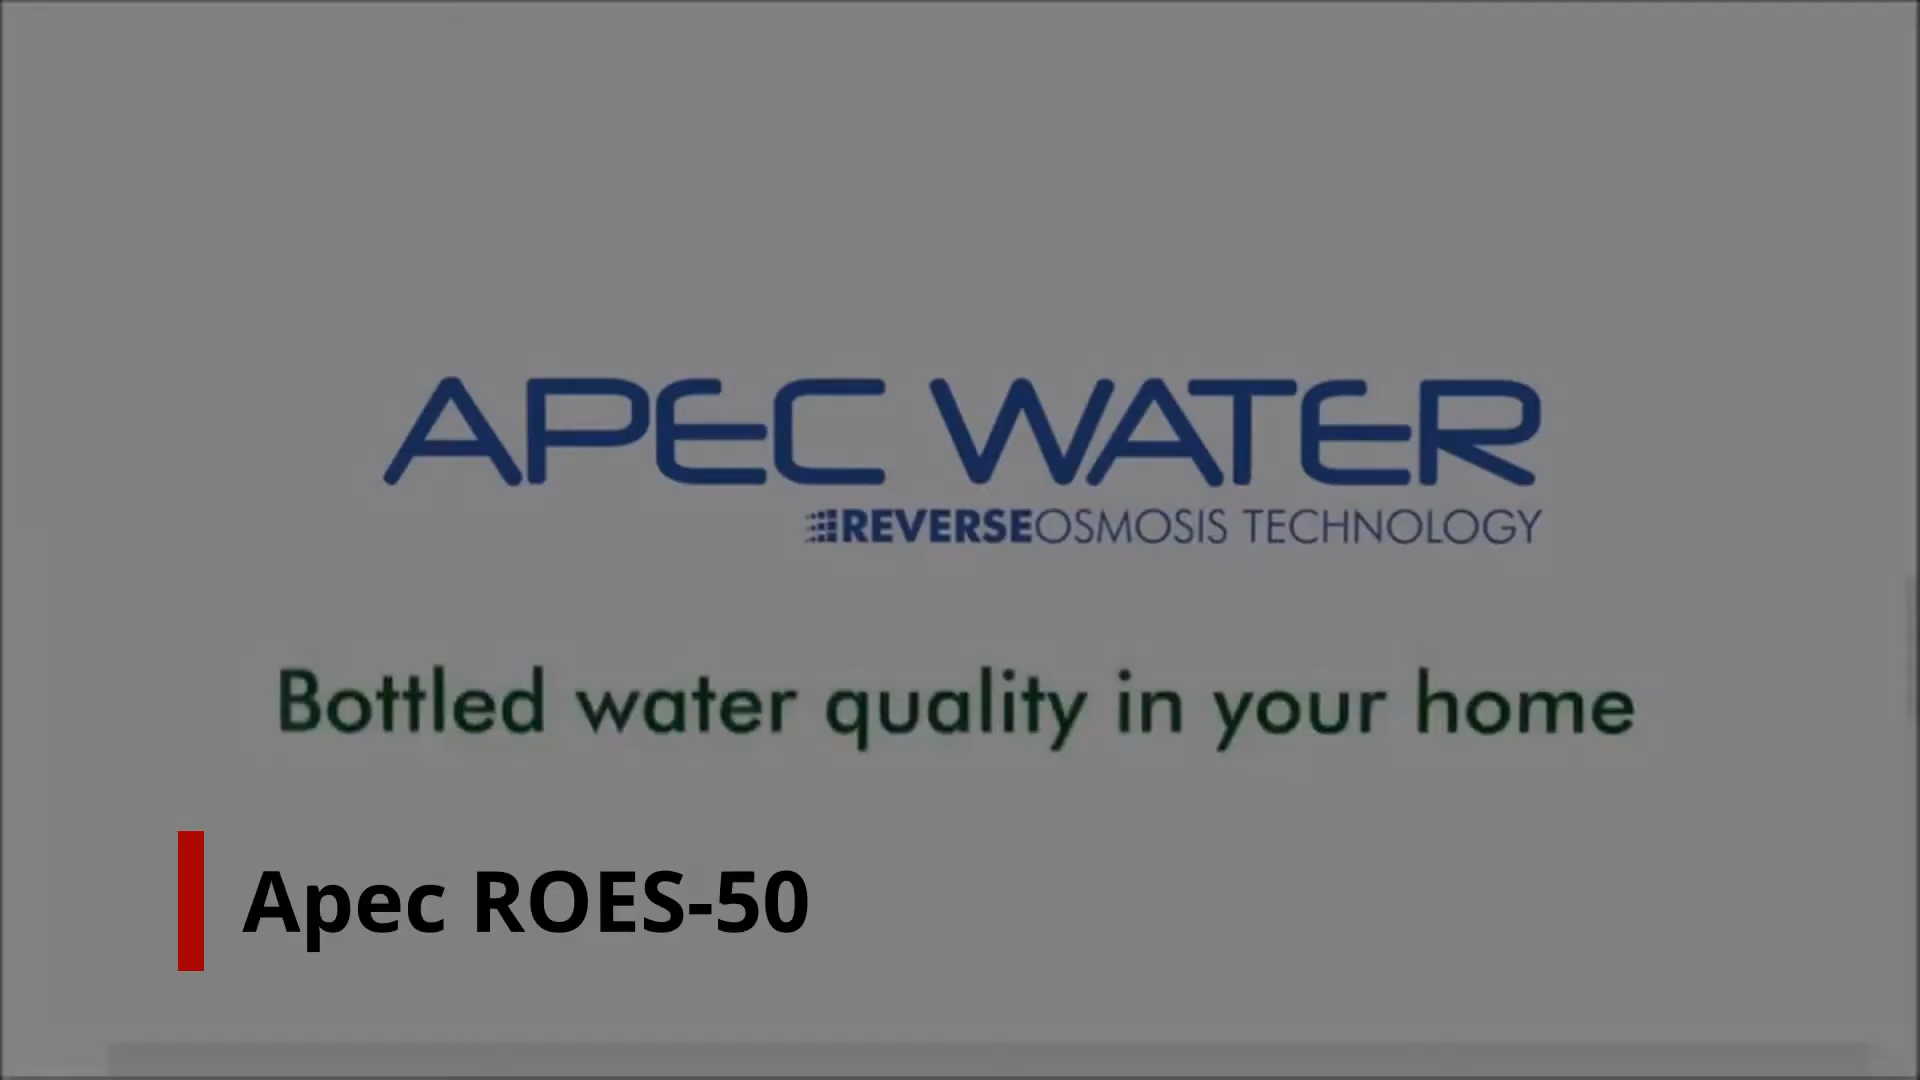 APEC WATER
REVERSEOSMOSIS TECHNOLOGY
Bottled water quality in your home
Apec ROES-50